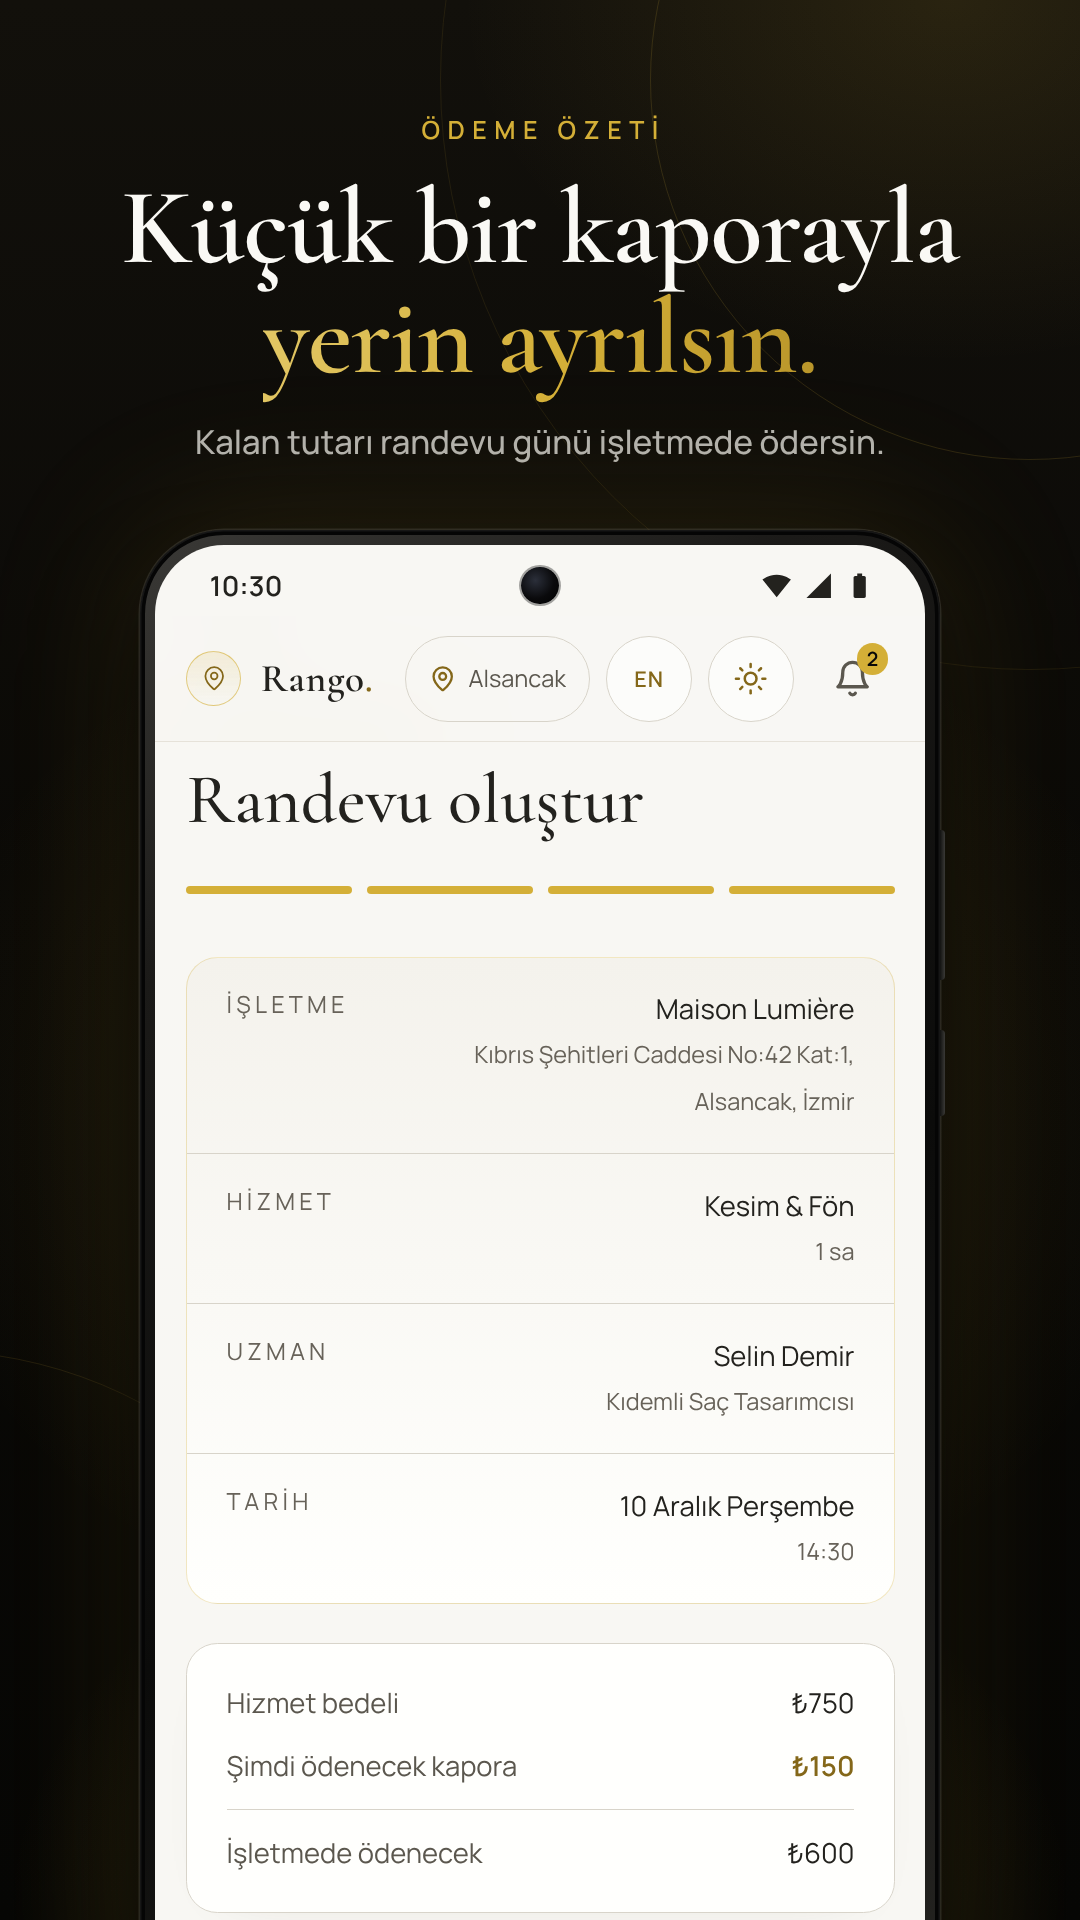 ÖDEME ÖZETİ
Küçük bir kaporayla
yerin ayrılsın.
Kalan tutarı randevu günü işletmede ödersin.
10:30
Rango.
Alsancak
EN
2
Randevu oluştur
İŞLETME
Maison Lumière
Kıbrıs Şehitleri Caddesi No:42 Kat:1,
Alsancak, İzmir
HİZMET
Kesim & Fön
1 sa
UZMAN
Selin Demir
Kıdemli Saç Tasarımcısı
TARİH
10 Aralık Perşembe
14:30
Hizmet bedeli ₺750
Şimdi ödenecek kapora ₺150
İşletmede ödenecek ₺600